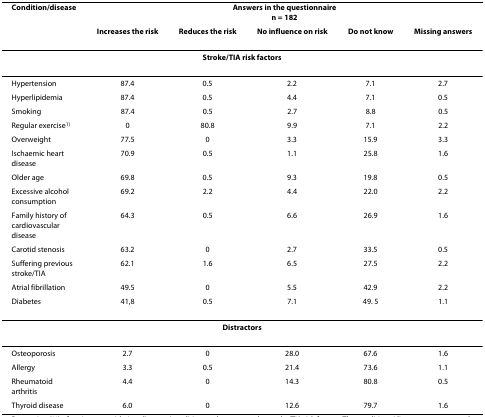 Condition/disease Answers in the questionnaire
n = 182
Increases the risk Reduces the risk No influence on risk Do not know Missing answers
Stroke/TIA risk factors
Hypertension 87.4 0.5 2.2 7.1 2.7
Hyperlipidemia 87.4 0.5 4.4 7.1 0.5
Smoking 87.4 0.5 2.7 8.8 0.5
Regular exercise1) 0 80.8 9.9 7.1 2.2
Overweight 77.5 0 3.3 15.9 3.3
Ischaemic heart 70.9 0.5 1.1 25.8 1.6
disease
Older age 69.8 0.5 9.3 19.8 0.5
Excessive alcohol 69.2 2.2 4.4 22.0 2.2
consumption
Family history of 64.3 0.5 6.6 26.9 1.6
cardiovascular
disease
Carotid stenosis 63.2 0 2.7 33.5 0.5
Suffering previous 62.1 1.6 6.5 27.5 2.2
stroke/TIA
Atrial fibrillation 49.5 0 5.5 42.9 2.2
Diabetes 41,8 0.5 7.1 49. 5 1.1
Distractors
Osteoporosis 2.7 0 28.0 67.6 1.6
Allergy 3.3 0.5 21.4 73.6 1.1
Rheumatoid 4.4 0 14.3 80.8 0.5
arthritis
Thyroid disease 6.0 0 12.6 79.7 1.6